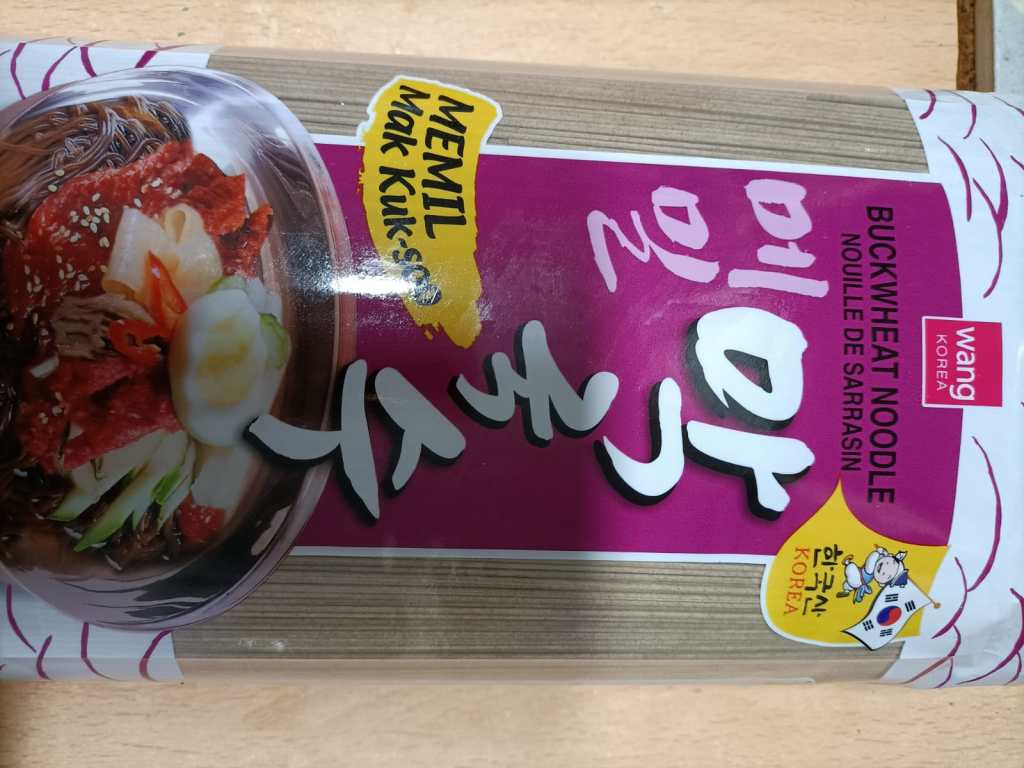 wang
KOREA
BUCKWHEAT NOODLE
NOUILLE DE SARRASIN
메밀
막국수
MEMIL
Mak Kuk-soo
한국산
KOREA